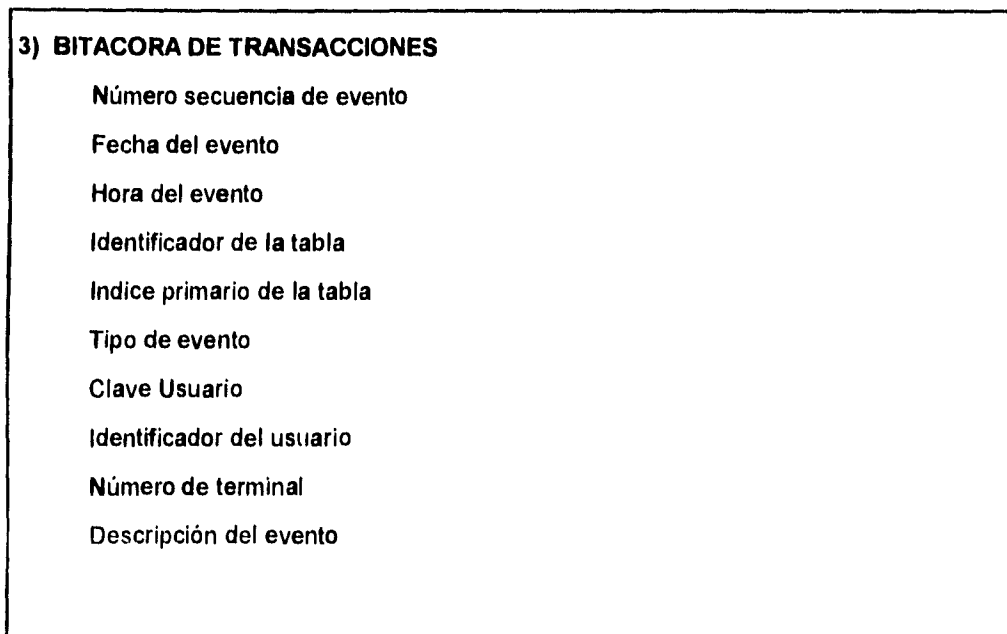 3) BITACORA DE TRANSACCIONES
Número secuencia de evento
Fecha del evento
Hora del evento
Identificador de la tabla
Indice primario de la tabla
Tipo de evento
Clave Usuario
Identificador del usuario
Número de terminal
Descripción del evento